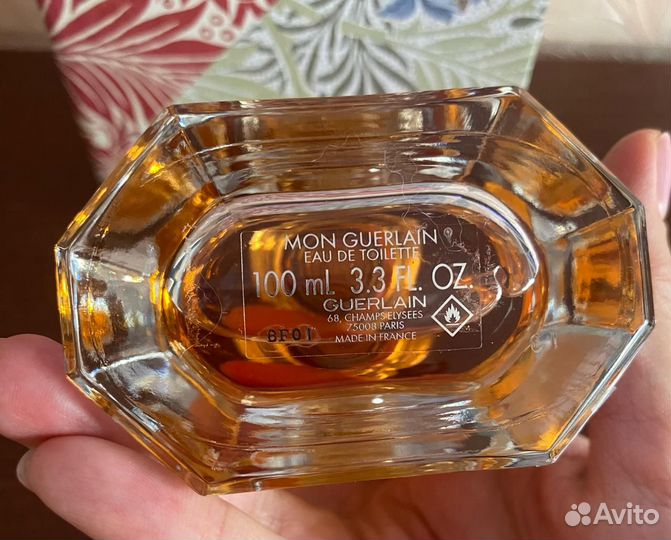 MON GUERLAIN
EAU DE TOILETTE
100 mL 3.3 FL. OZ.
GUERLAIN
68, CHAMPS-ELYSEES
75008 PARIS
MADE IN FRANCE
8F01
Avito